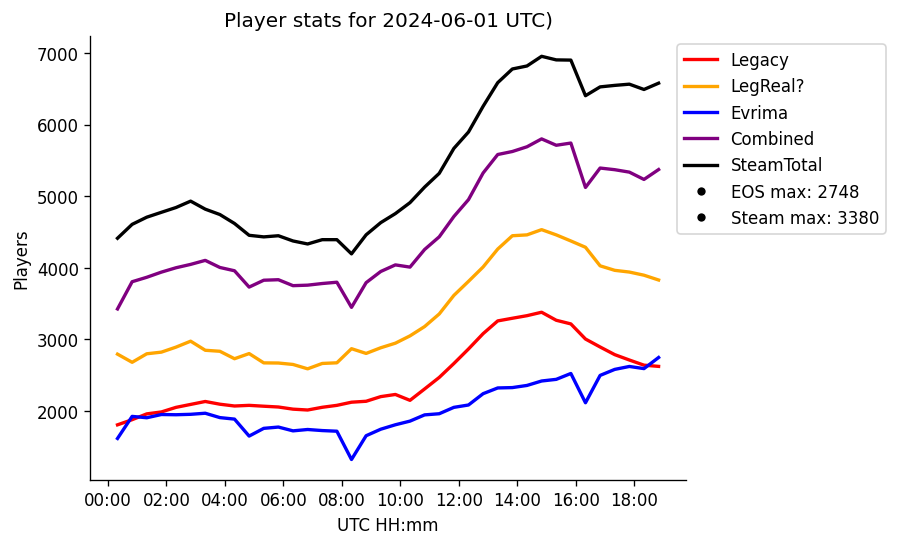 Player stats for 2024-06-01 UTC)
Legacy
LegReal?
Evrima
Combined
SteamTotal
EOS max: 2748
Steam max: 3380
Players
7000
6000
5000
4000
3000
2000
00:00 02:00 04:00 06:00 08:00 10:00 12:00 14:00 16:00 18:00
UTC HH:mm